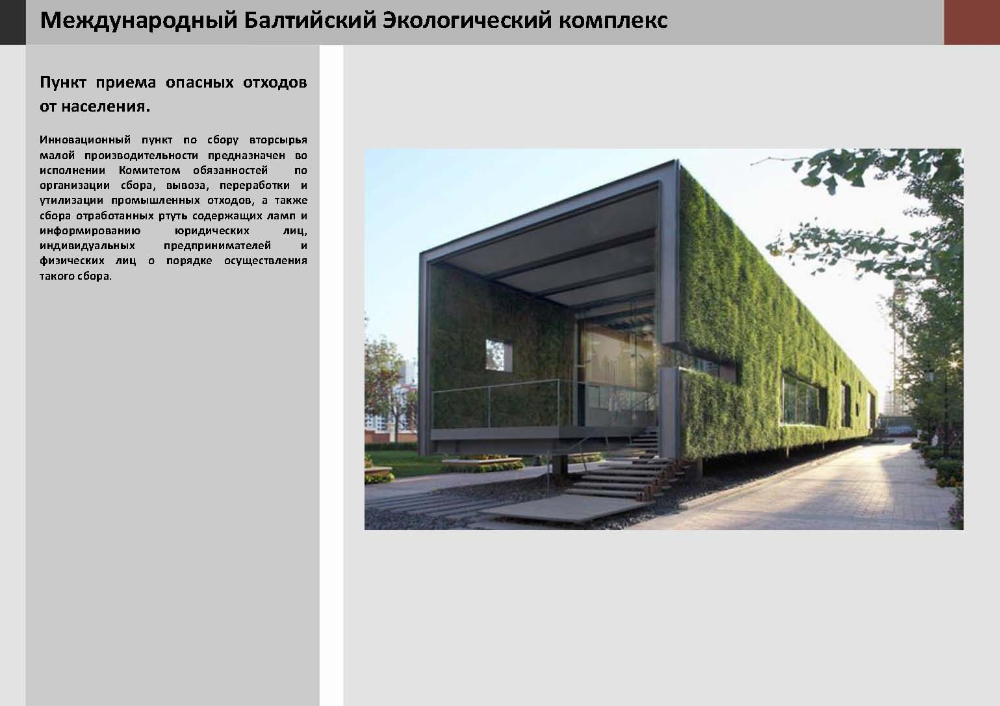 Международный Балтийский Экологический комплекс
Пункт приема опасных отходов
от населения.
Инновационный пункт по сбору вторсырья
малой производительности предназначен во
исполнении Комитетом обязанностей по
организации сбора, вывоза, переработки и
утилизации промышленных отходов, а также
сбора отработанных ртуть содержащих ламп и
информированию юридических лиц,
индивидуальных предпринимателей и
физических лиц о порядке осуществления
такого сбора.